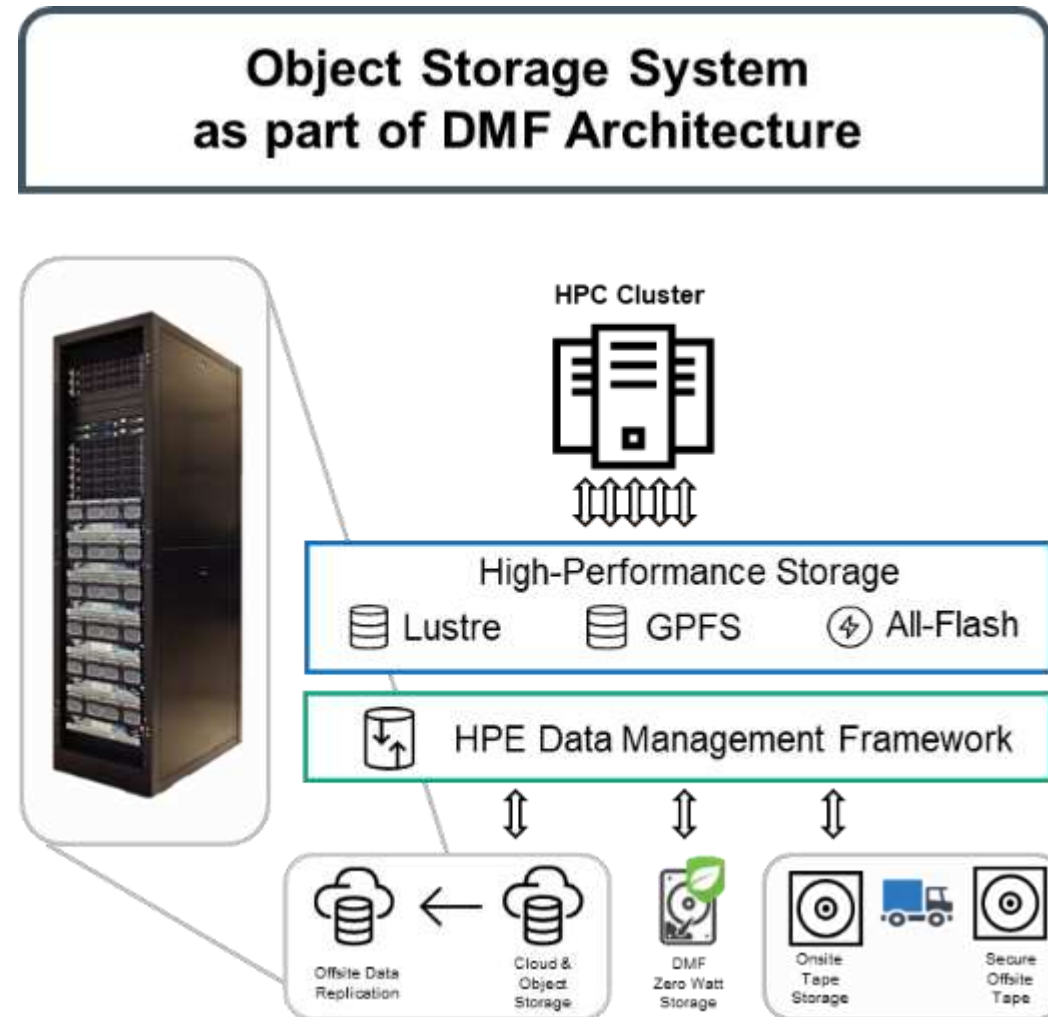 Object Storage System
as part of DMF Architecture
HPC Cluster
High-Performance Storage
Lustre
GPFS
All-Flash
HPE Data Management Framework
Offsite Data
Replication
Cloud &
Object
Storage
DMF
Zero Watt
Storage
Onsite
Tape
Storage
Secure
Offsite
Tape